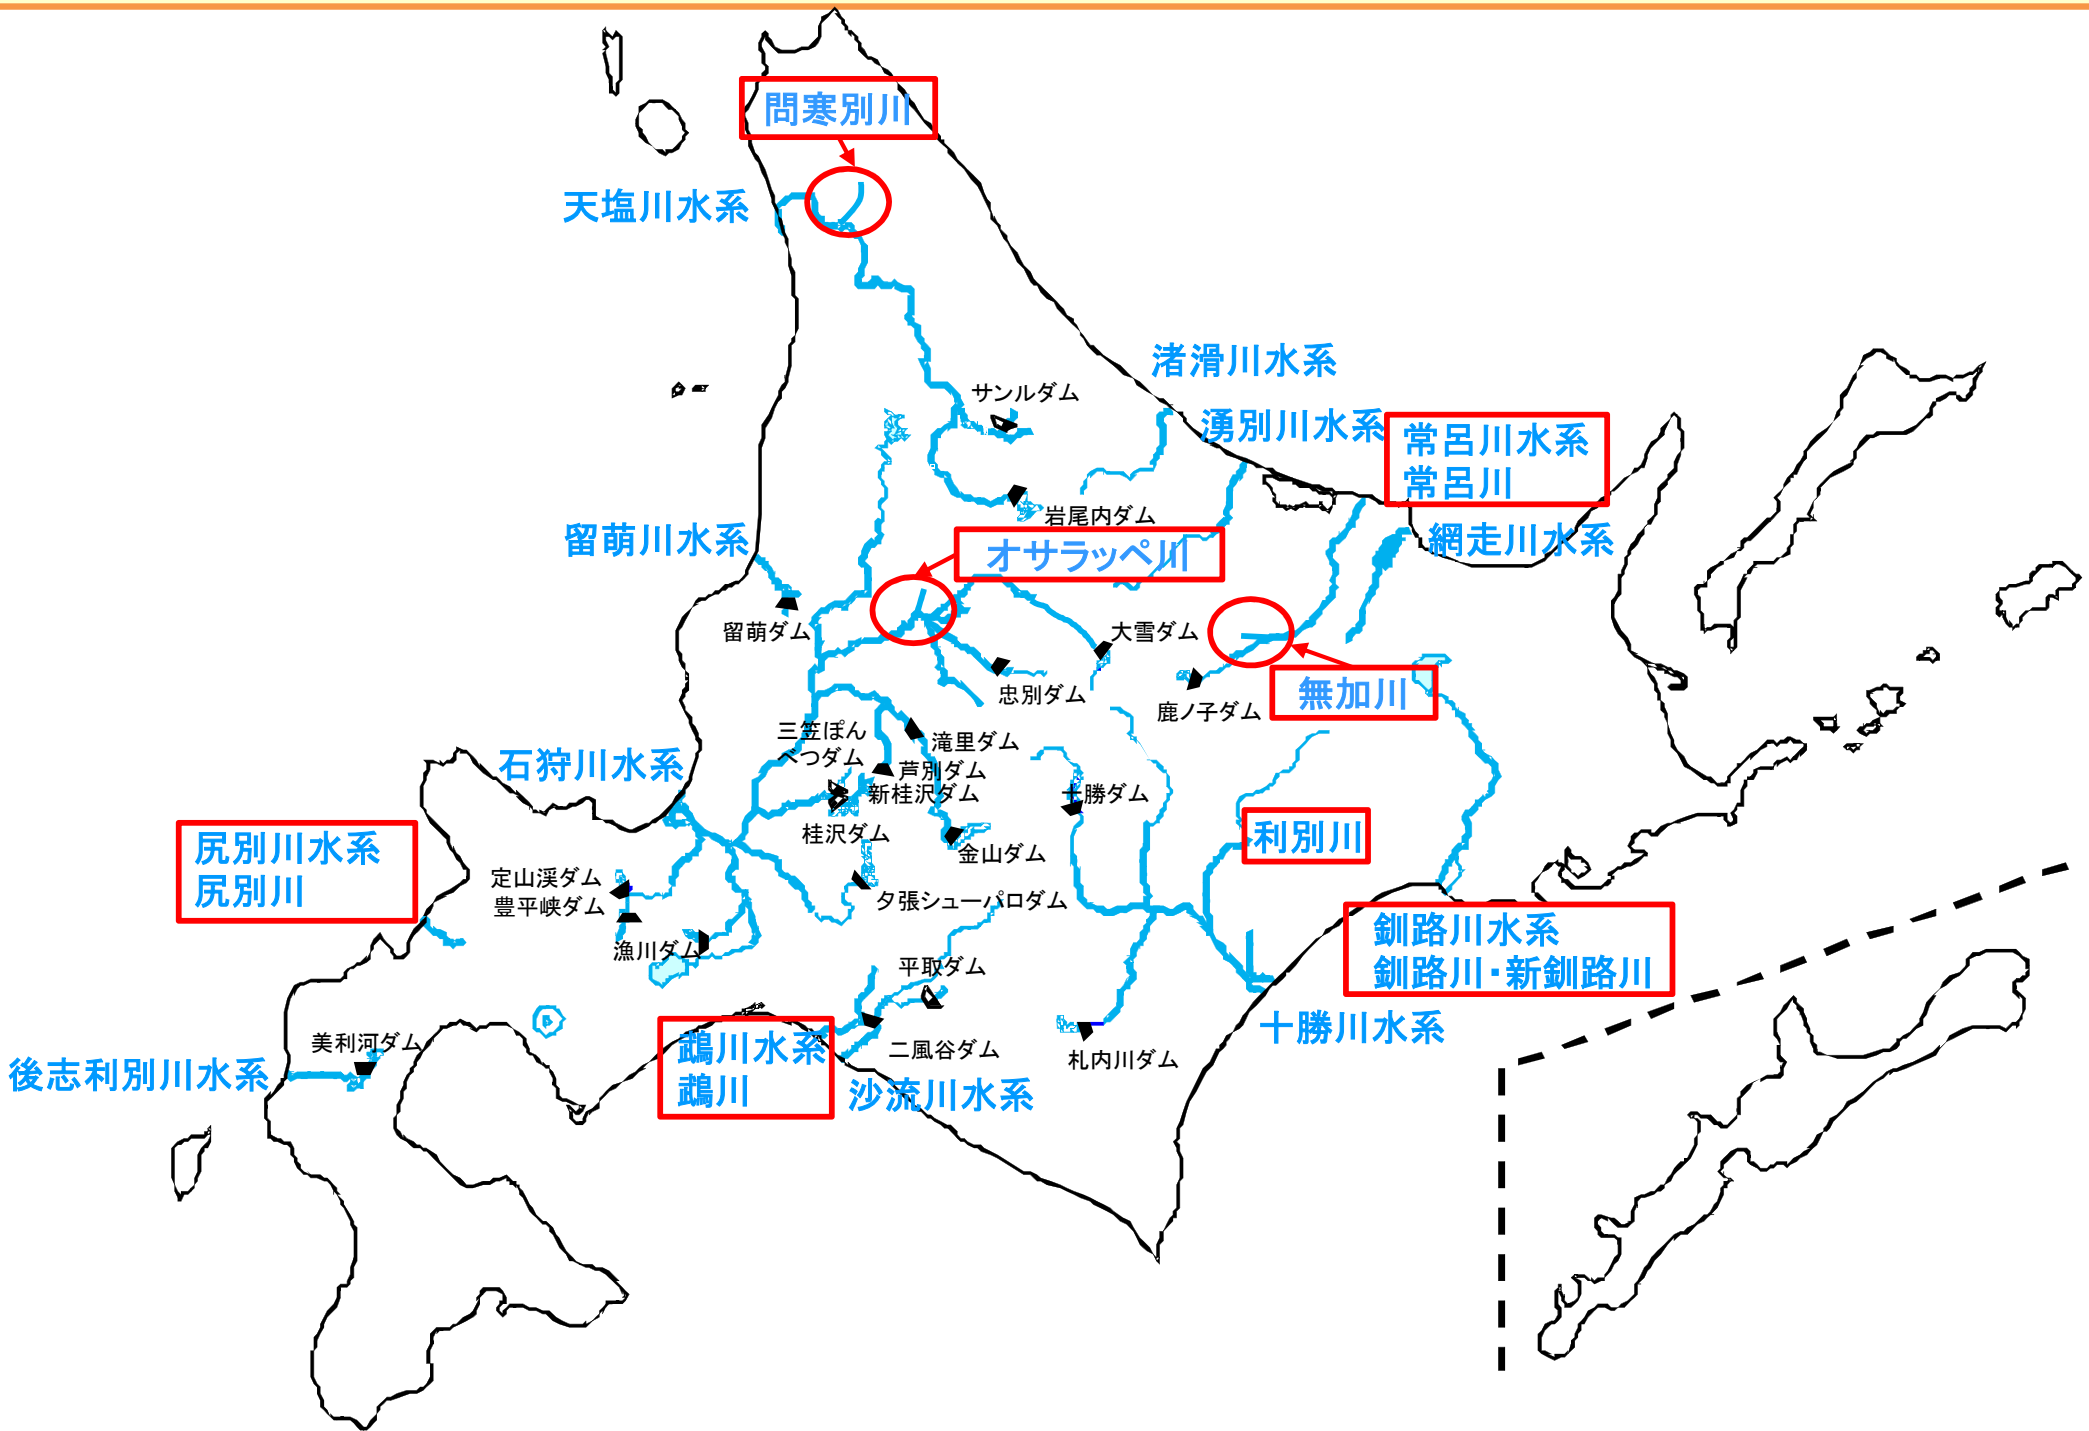 問寒別川
天塩川水系
渚滑川水系
サンルダム
湧別川水系
常呂川水系
常呂川
岩尾内ダム
留萌川水系
オサラッペ川
網走川水系
留萌ダム
大雪ダム
忠別ダム
鹿ノ子ダム
無加川
三笠ぽん
べつダム
滝里ダム
石狩川水系
芦別ダム
新桂沢ダム
十勝ダム
桂沢ダム
金山ダム
利別川
尻別川水系
尻別川
定山渓ダム
豊平峡ダム
夕張シューパロダム
漁川ダム
平取ダム
釧路川水系
釧路川・新釧路川
美利河ダム
後志利別川水系
鵡川水系
鵡川
二風谷ダム
沙流川水系
札内川ダム
十勝川水系